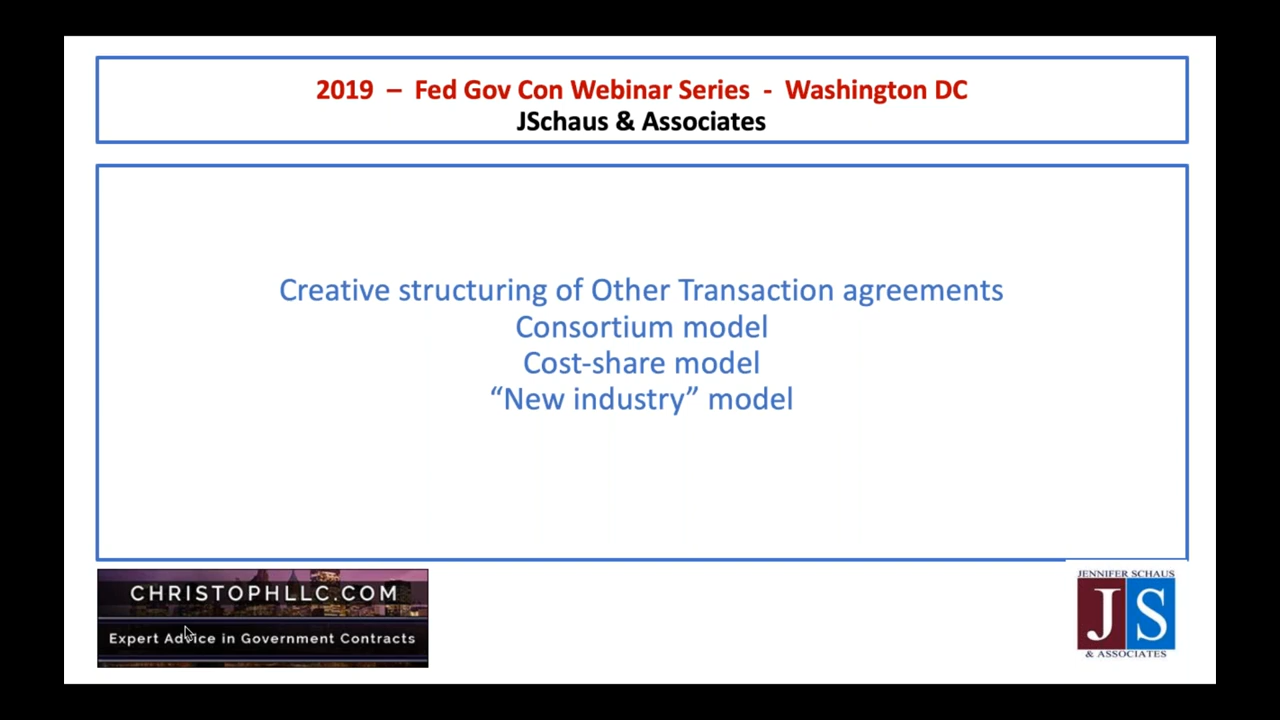 2019 – Fed Gov Con Webinar Series - Washington DC
JSchaus & Associates
Creative structuring of Other Transaction agreements
Consortium model
Cost-share model
“New industry” model
CHRISTOPHLLC.COM
Expert Advice in Government Contracts
JENNIFER SCHAUS
JS
& ASSOCIATES